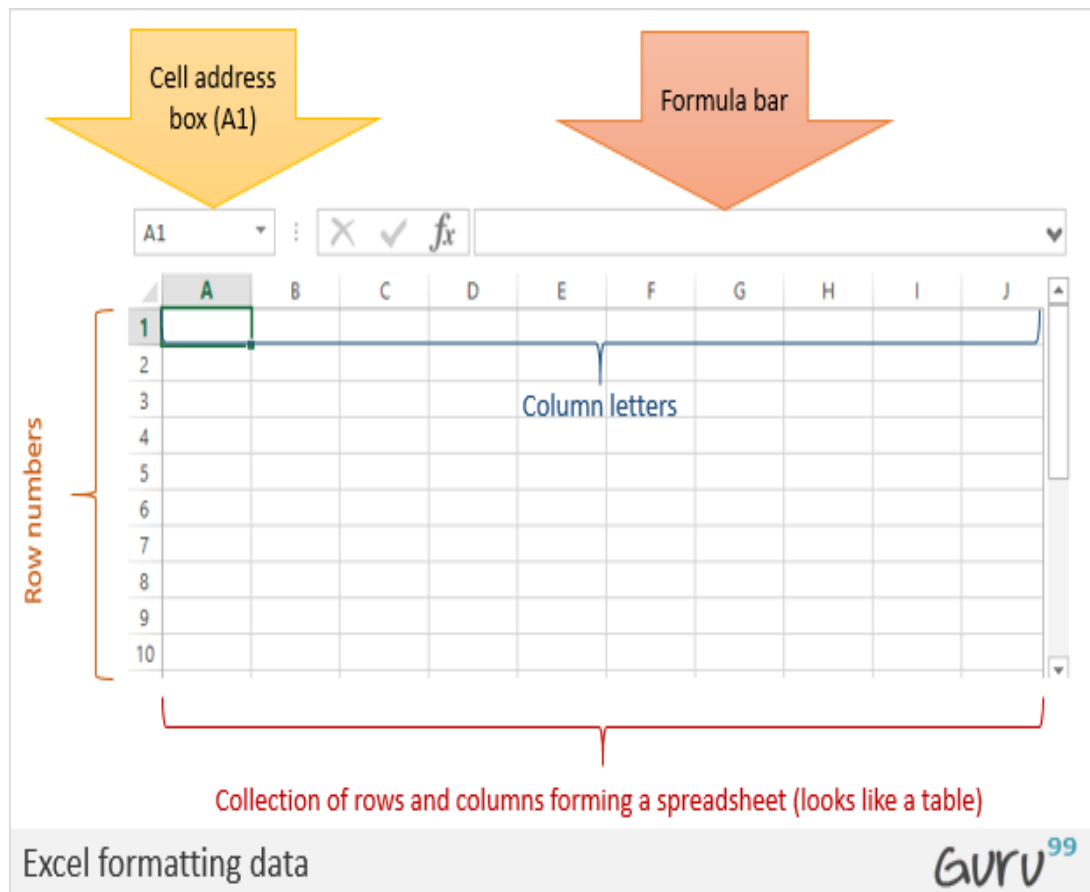 Cell address
box (A1)
Formula bar
A1
fx
A B C D E F G H I J
1
2
Column letters
3
4
5
6
7
8
9
10
Row numbers
Collection of rows and columns forming a spreadsheet (looks like a table)
Excel formatting data
Guru99